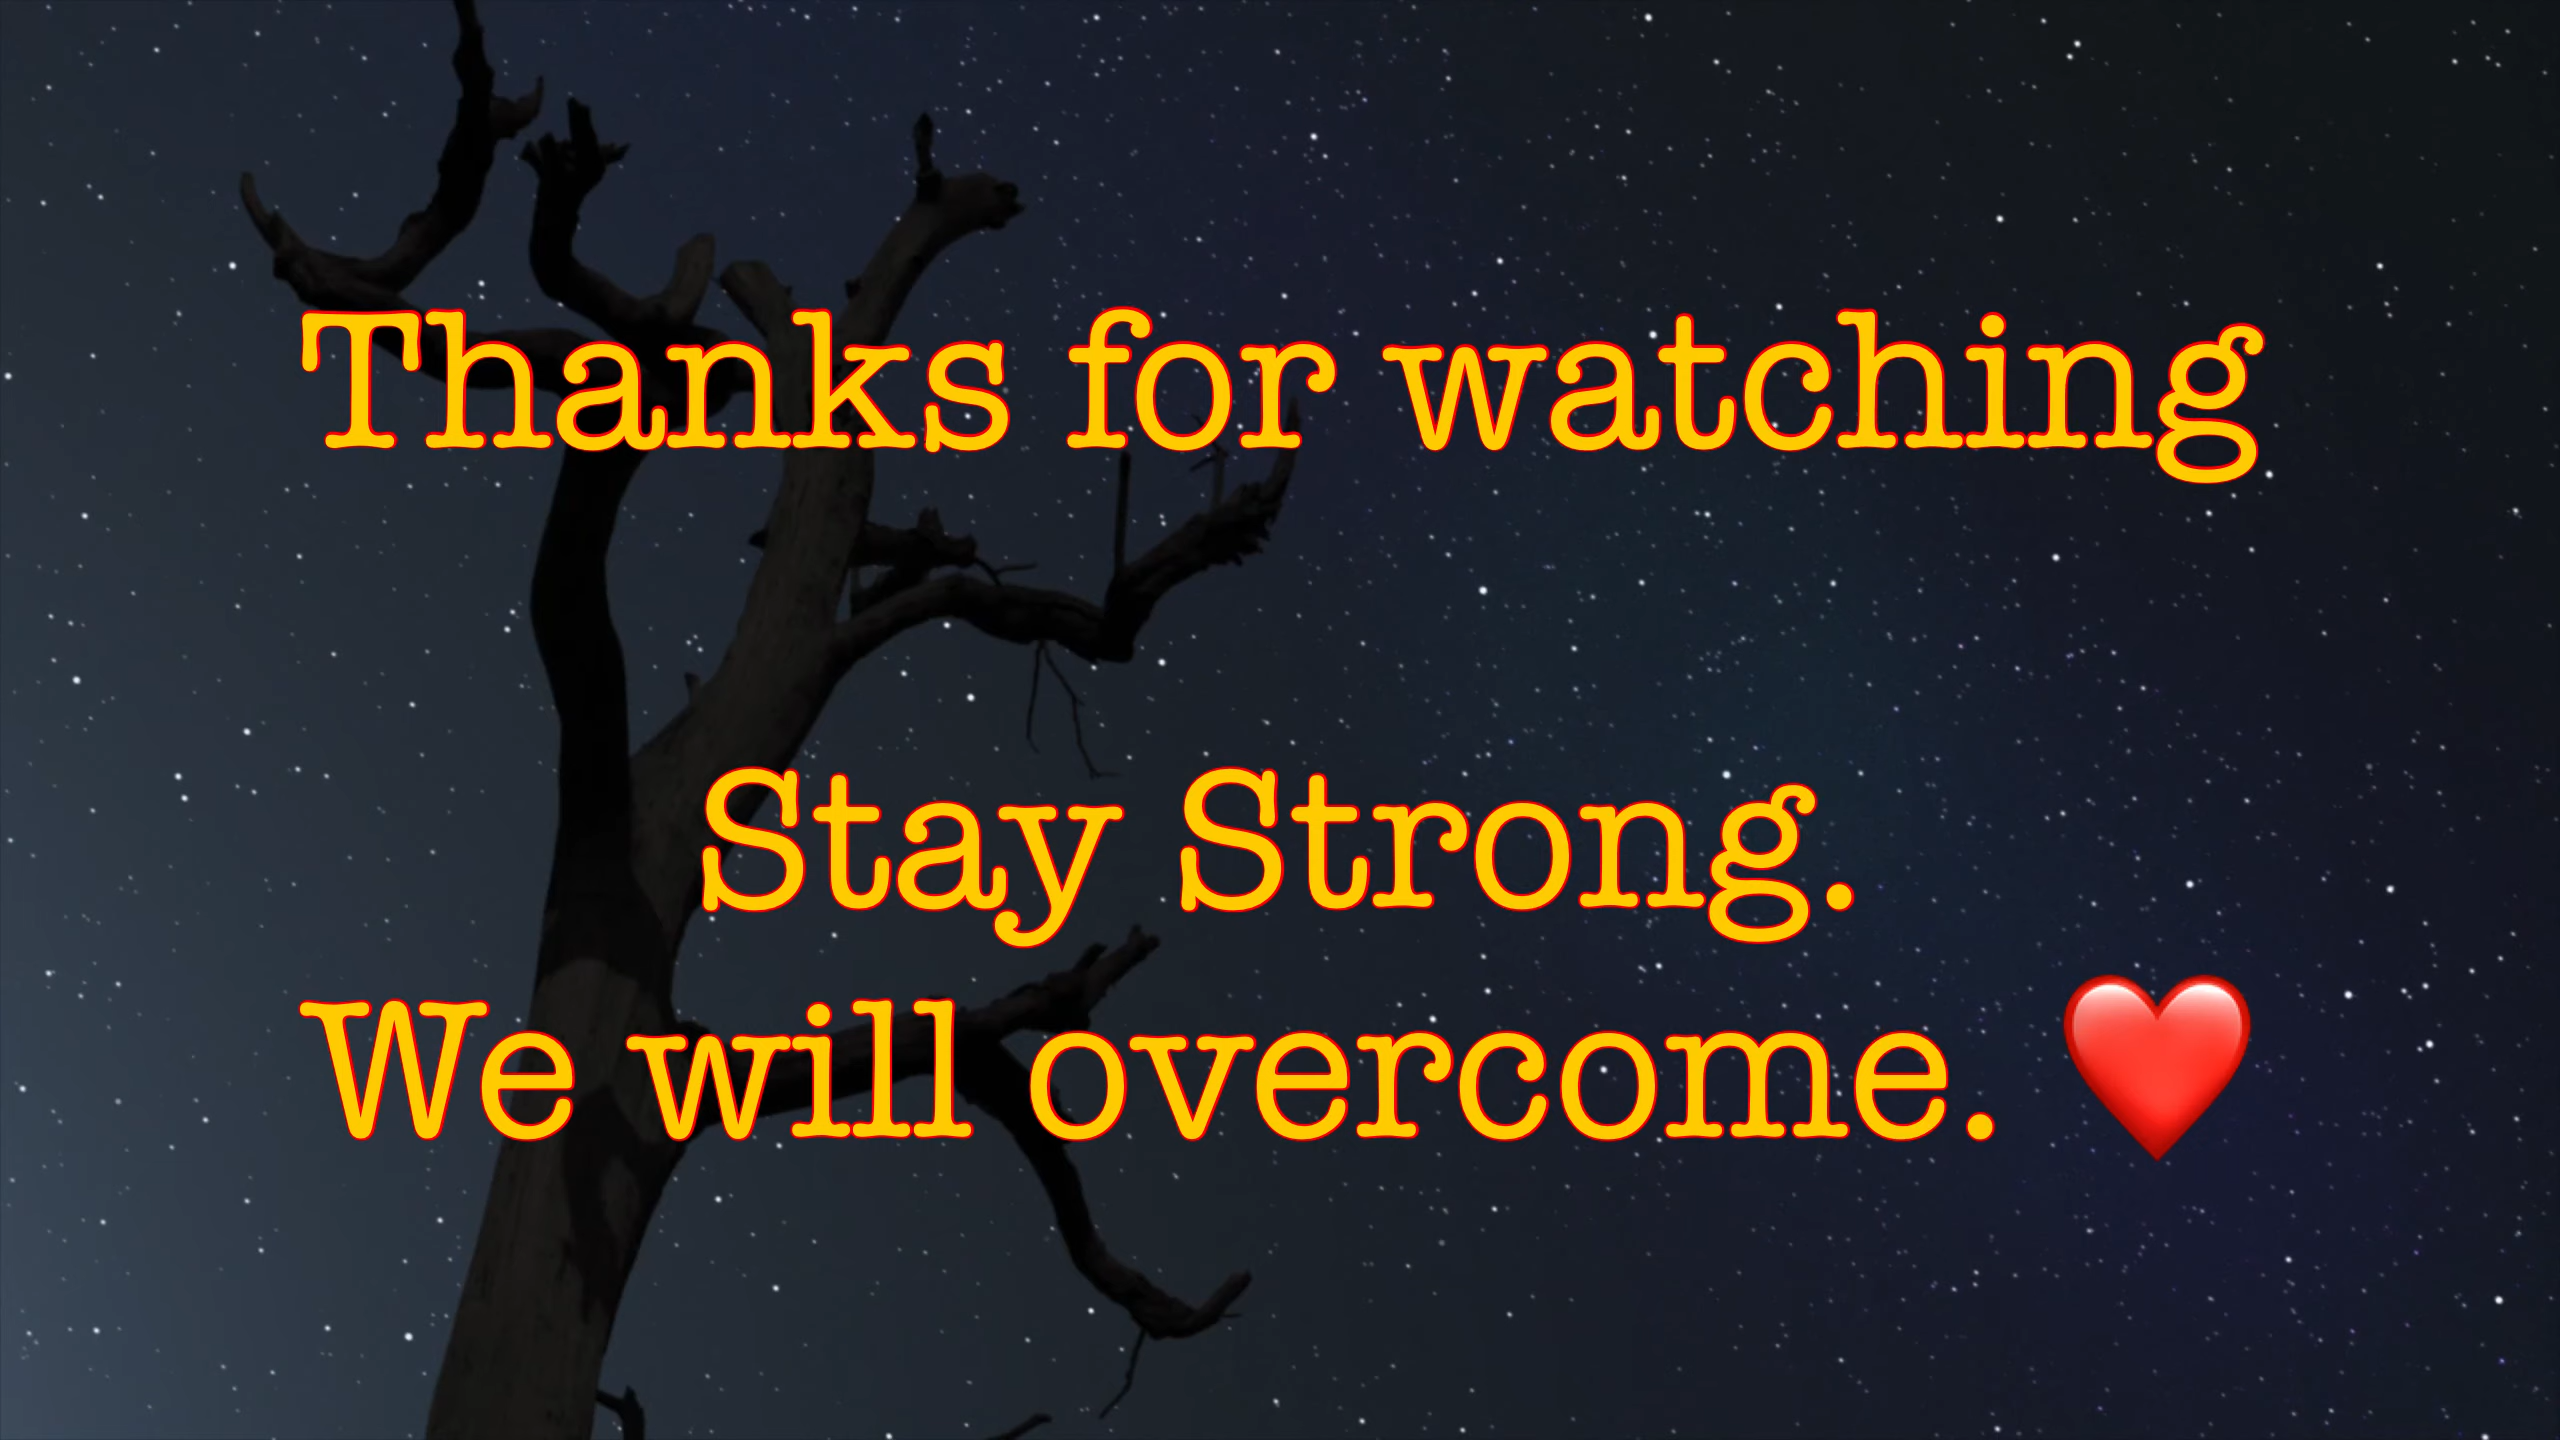 Thanks for watching
Stay Strong.
We will overcome. ❤️